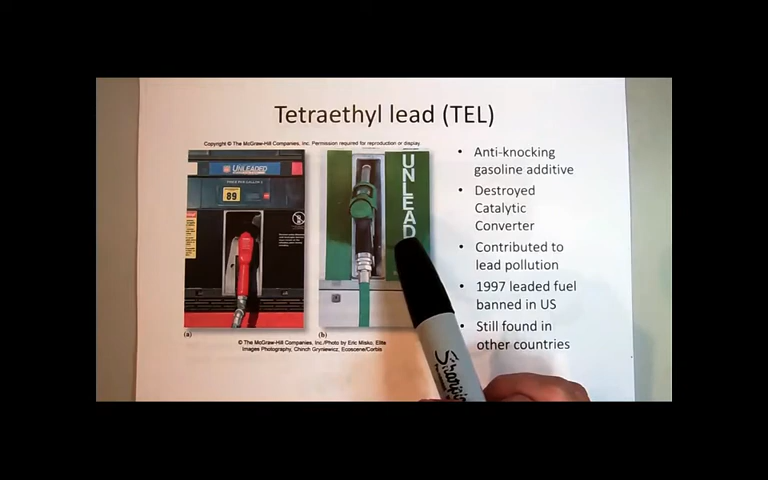 Tetraethyl lead (TEL)
Copyright © The McGraw-Hill Companies, Inc. Permission required for reproduction or display
UNLEADED
89
UNLEAD
(a)
(b)
© The McGraw-Hill Companies, Inc./Photo by Eric Misko, Elite
Images Photography, Chinch Gryniewicz, Ecoscene/Corbis
• Anti-knocking
gasoline additive
• Destroyed
Catalytic
Converter
• Contributed to
lead pollution
• 1997 leaded fuel
banned in US
• Still found in
other countries
Sharpie